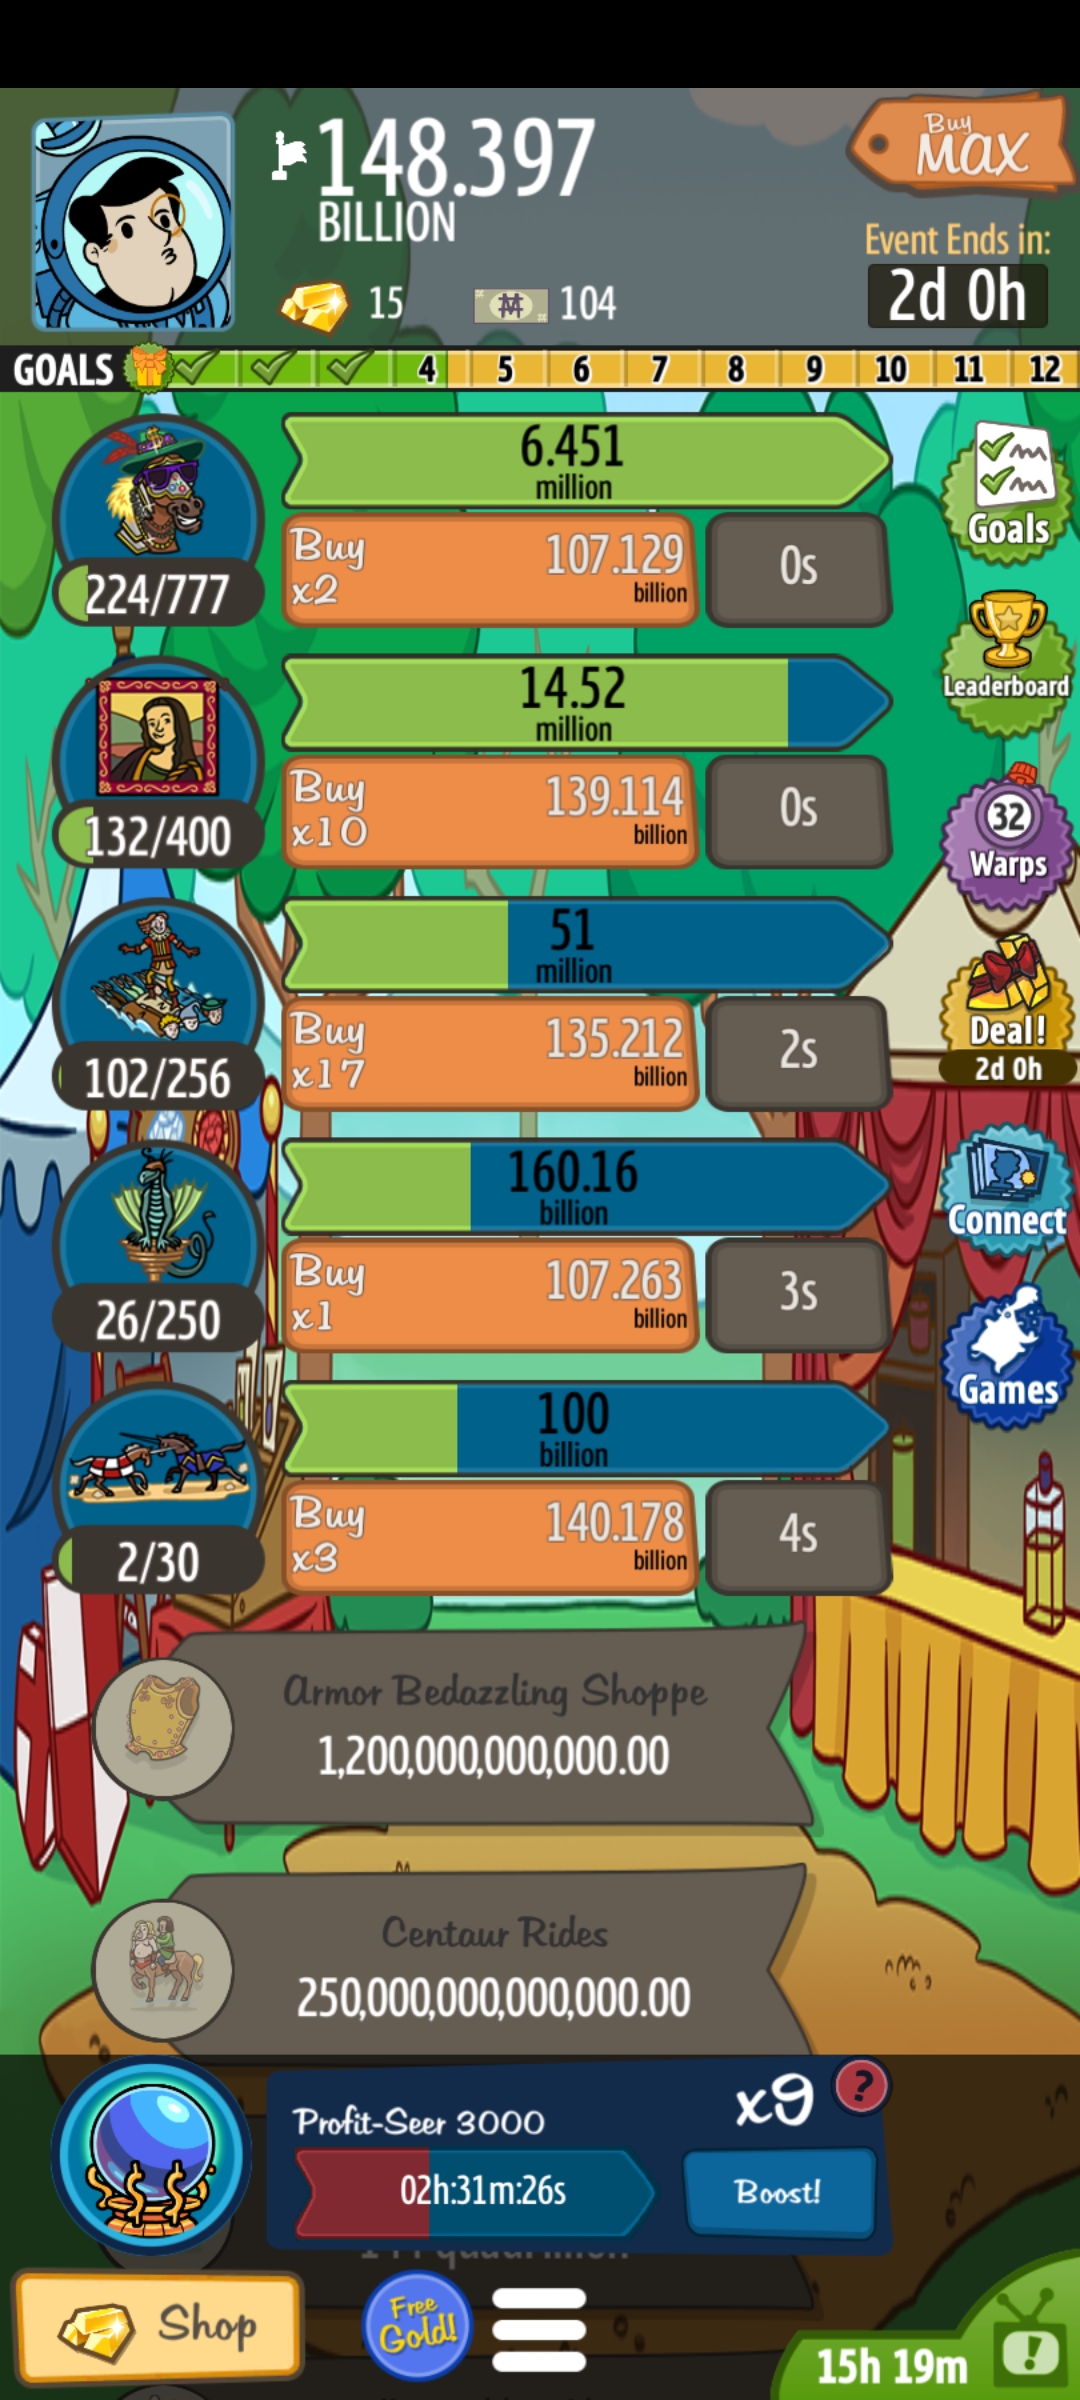 148.397
BILLION
Buy
MAX
Event Ends in:
2d 0h
15
104
GOALS 4 5 6 7 8 9 10 11 12
6.451
million
Buy
x2
107.129
billion
0s
224/777
Goals
14.52
million
Leaderboard
Buy
x10
139.114
billion
0s
132/400
32
Warps
51
million
Buy
x17
135.212
billion
2s
102/256
Deal!
2d 0h
160.16
billion
Connect
Buy
x1
107.263
billion
3s
26/250
Games
100
billion
Buy
x3
140.178
billion
4s
2/30
Armor Bedazzling Shoppe
1,200,000,000,000.00
Centaur Rides
250,000,000,000,000.00
Profit-Seer 3000
x9
?
02h:31m:26s
Boost!
Shop
Free
Gold!
15h 19m
!